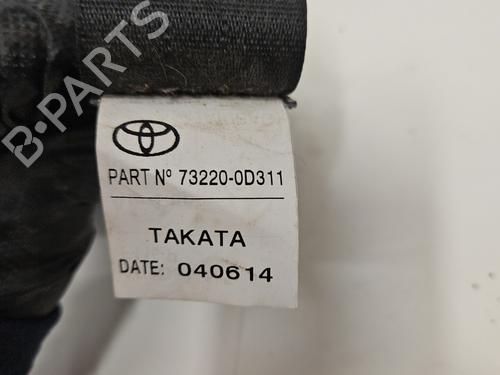 B-Parts
PART Nº 73220-0D311
TAKATA
DATE: 040614